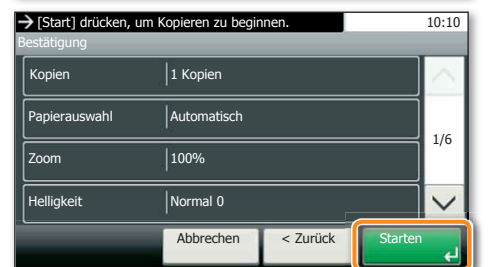 [Start] drücken, um Kopieren zu beginnen. 10:10
Bestätigung
Kopien 1 Kopien
Papierauswahl Automatisch
1/6
Zoom 100%
Helligkeit Normal 0
Abbrechen < Zurück Starten